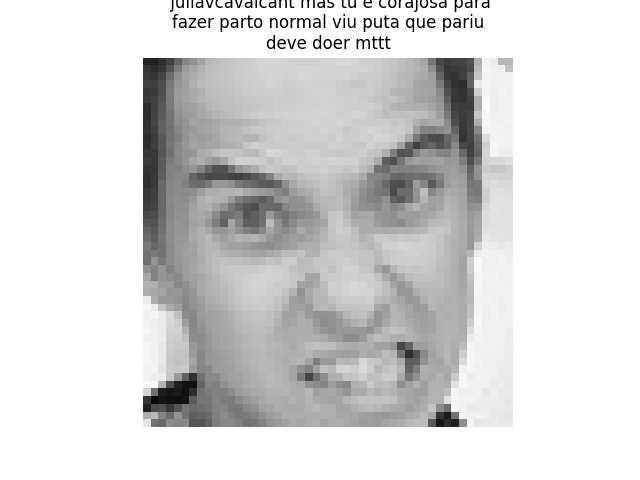 juliavcavalcant mas tu é corajosa para
fazer parto normal viu puta que pariu
deve doer mttt